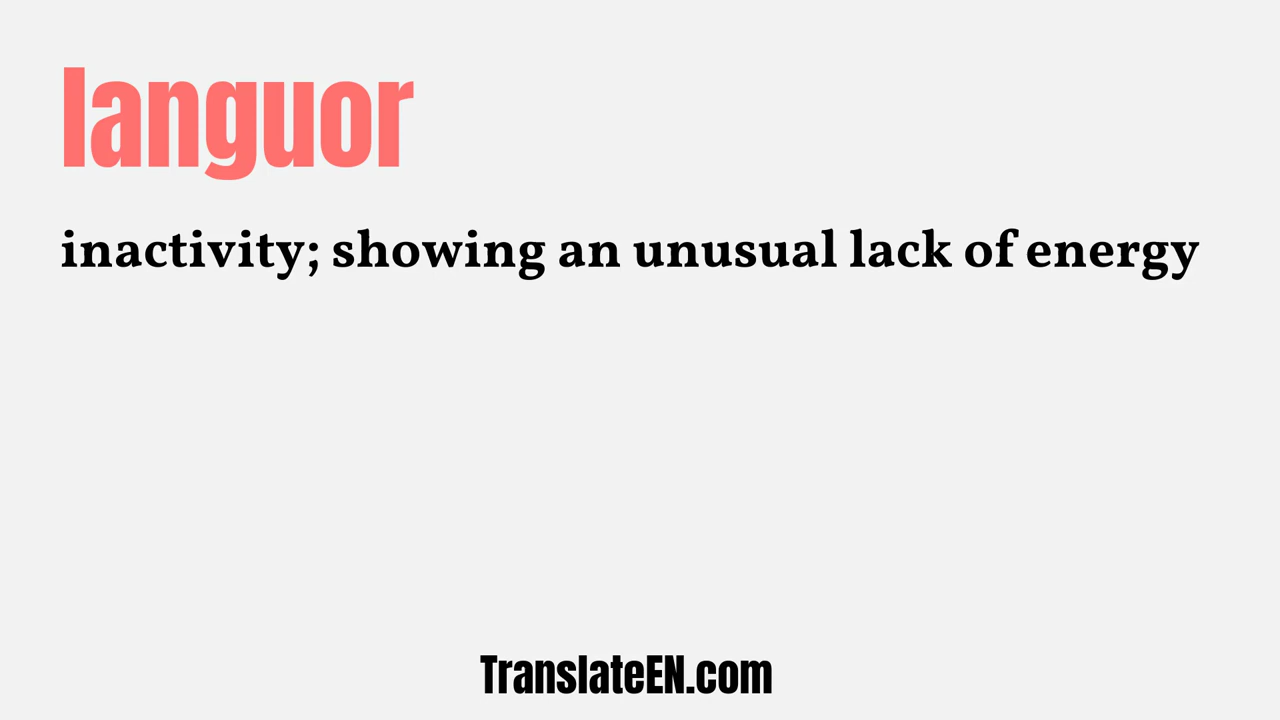 languor
inactivity; showing an unusual lack of energy
TranslateEN.com